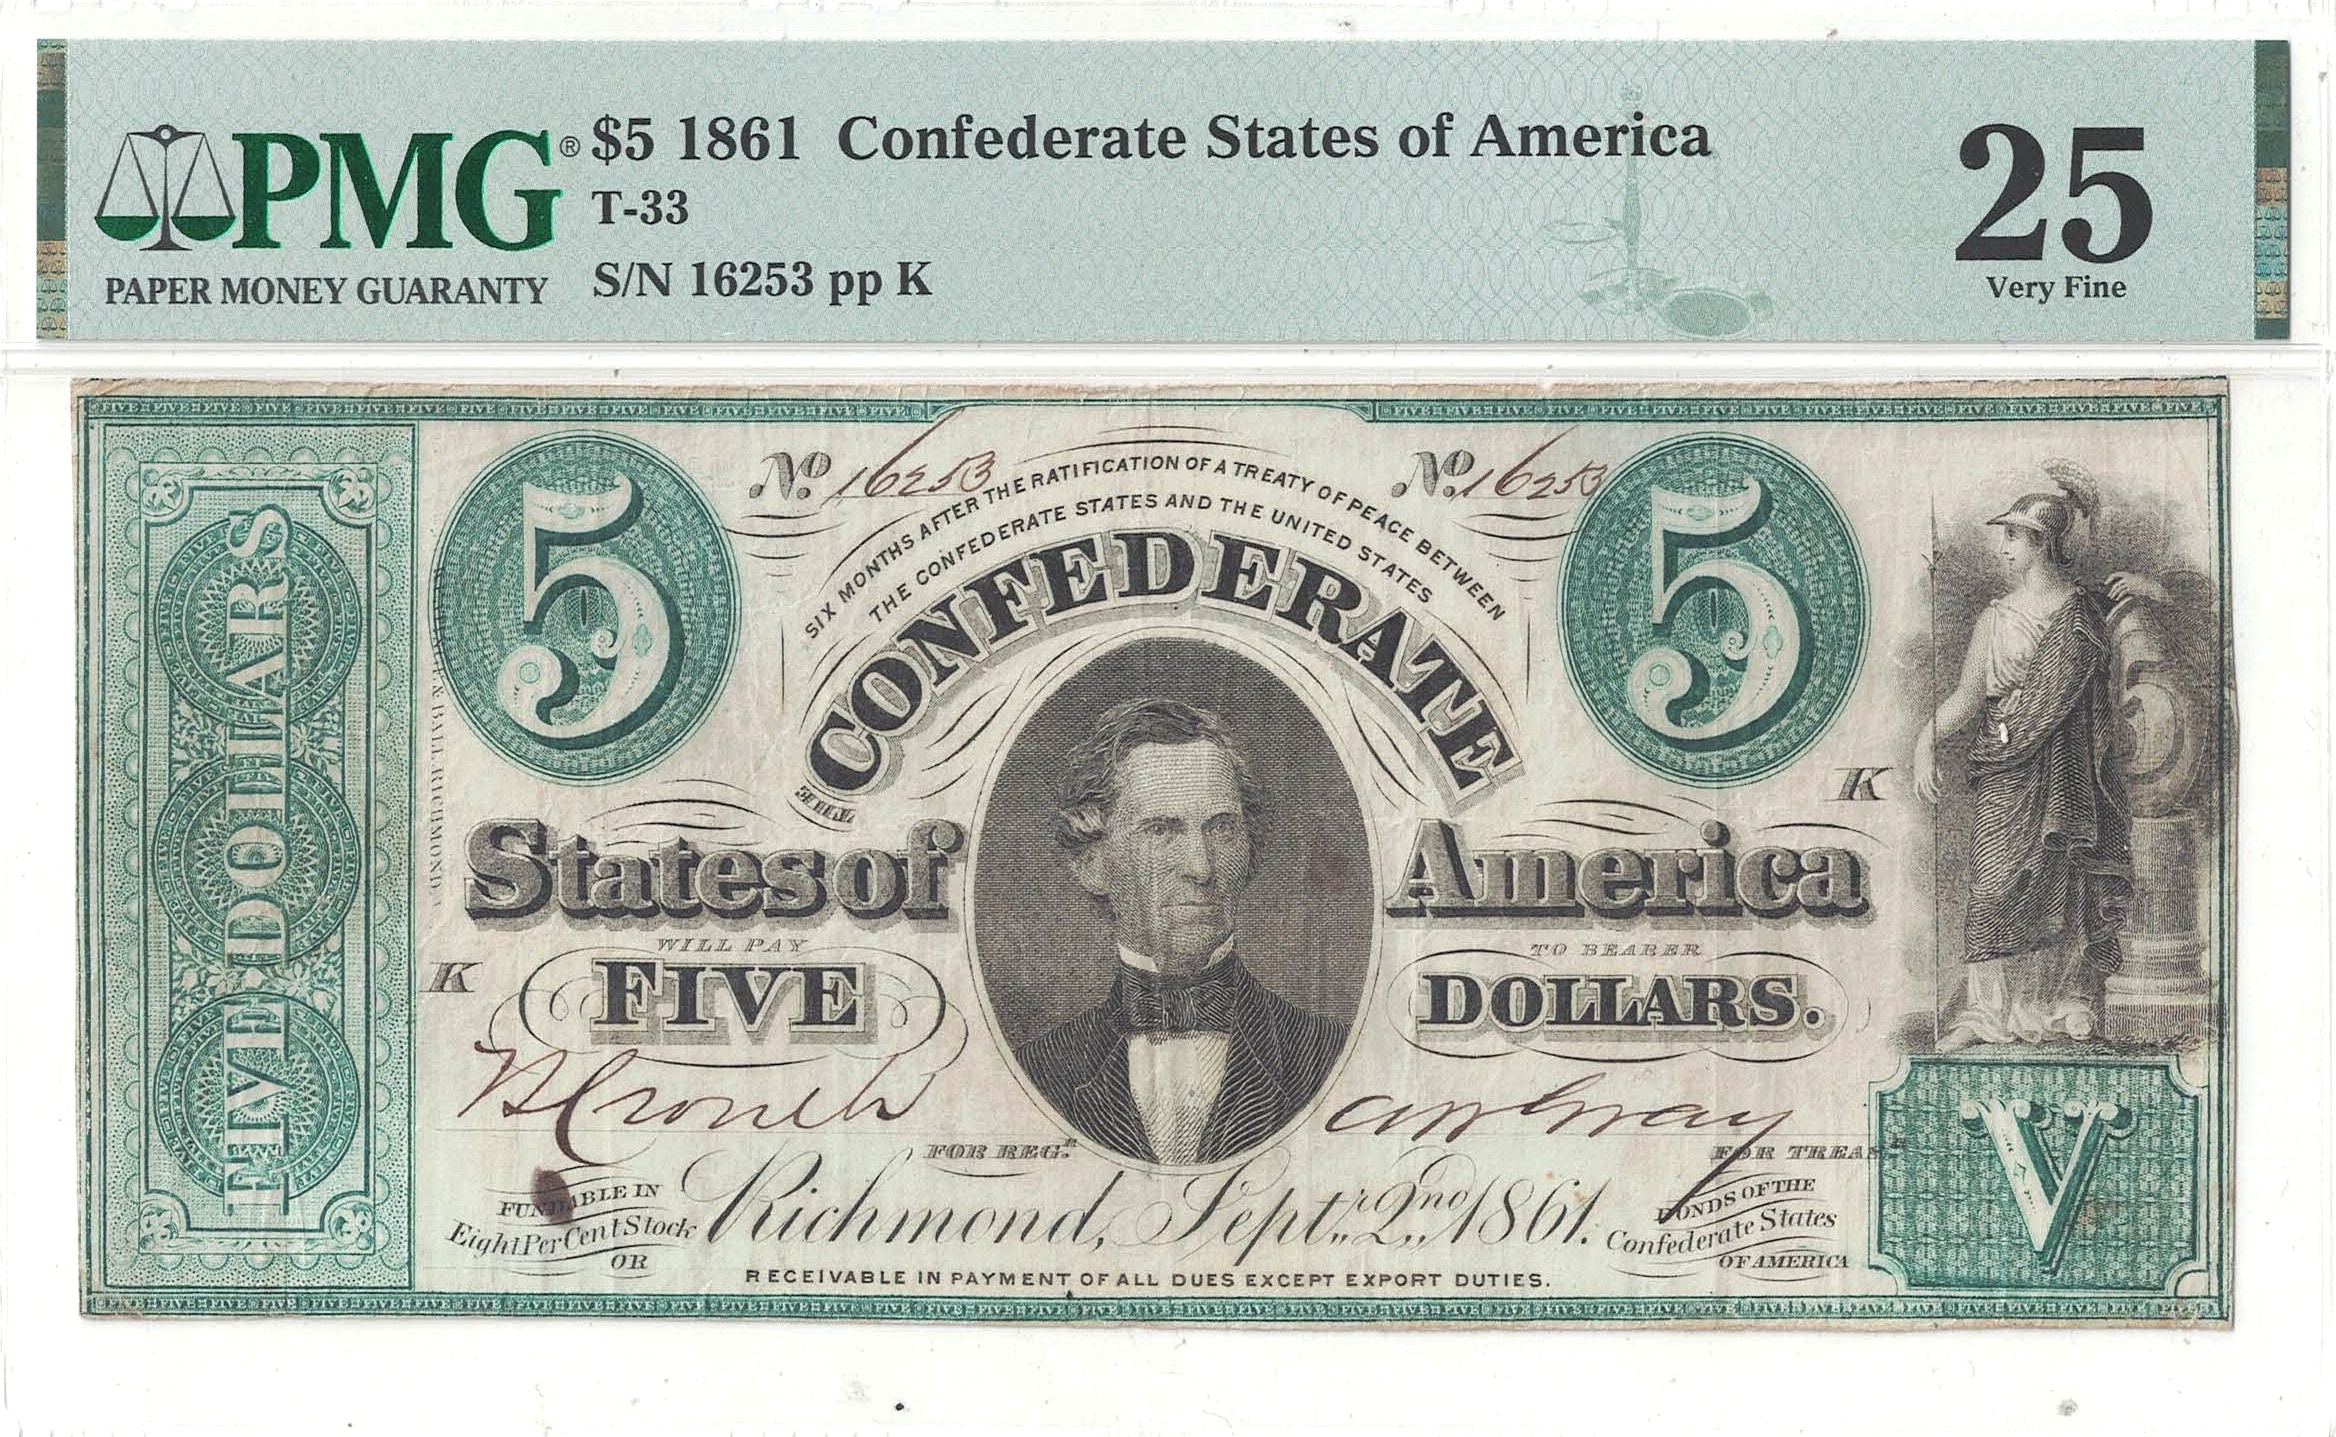 PMG®
PAPER MONEY GUARANTY
$5 1861 Confederate States of America
T-33
S/N 16253 pp K
25
Very Fine
FIVE DOLLARS
5
No. 16253
No. 16253
5
SIX MONTHS AFTER THE RATIFICATION OF A TREATY OF PEACE BETWEEN
THE CONFEDERATE STATES AND THE UNITED STATES
THE CONFEDERATE
K
5
States of America
WILL PAY TO BEARER
K
FIVE DOLLARS.
FOR REG.R
FOR TREAS
& BALL RICHMOND
Richmond, Sept.r 2nd 1861.
FUNDABLE IN
Eight Per Cent Stock
OR
BONDS OF THE
Confederate States
OF AMERICA
RECEIVABLE IN PAYMENT OF ALL DUES EXCEPT EXPORT DUTIES.
V